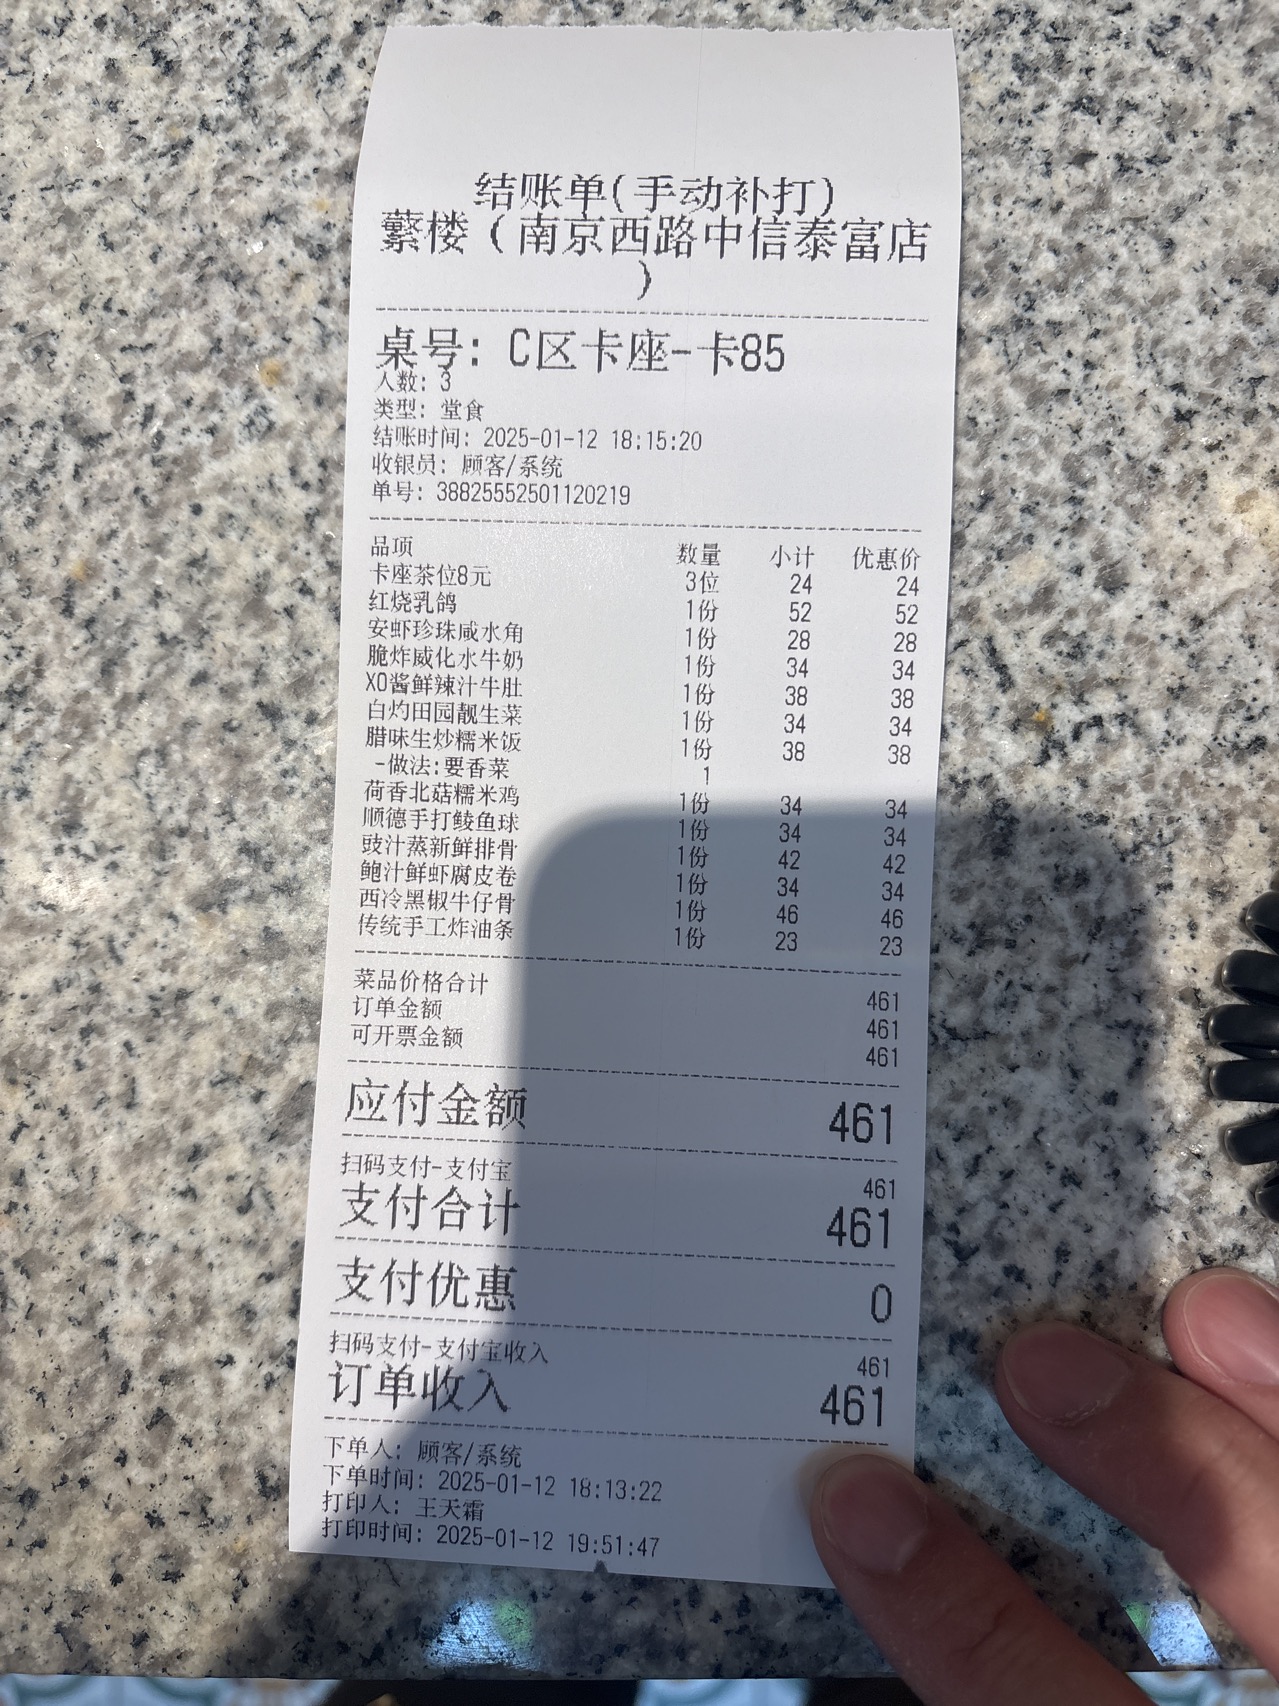 结账单(手动补打)
蘩楼（南京西路中信泰富店
）
桌号: C区卡座-卡85
人数: 3
类型: 堂食
结账时间: 2025-01-12 18:15:20
收银员: 顾客/系统
单号: 38825552501120219
品项 数量 小计 优惠价
卡座茶位8元 3位 24 24
红烧乳鸽 1份 52 52
安虾珍珠咸水角 1份 28 28
脆炸威化水牛奶 1份 34 34
XO酱鲜辣汁牛肚 1份 38 38
白灼田园靓生菜 1份 34 34
腊味生炒糯米饭 1份 38 38
-做法:要香菜 1
荷香北菇糯米鸡 1份 34 34
顺德手打鲮鱼球 1份 34 34
豉汁蒸新鲜排骨 1份 42 42
鲍汁鲜虾腐皮卷 1份 34 34
西冷黑椒牛仔骨 1份 46 46
传统手工炸油条 1份 23 23
菜品价格合计 461
订单金额 461
可开票金额 461
应付金额 461
扫码支付-支付宝 461
支付合计 461
支付优惠 0
扫码支付-支付宝收入 461
订单收入 461
下单人: 顾客/系统
下单时间: 2025-01-12 18:13:22
打印人: 王天霜
打印时间: 2025-01-12 19:51:47